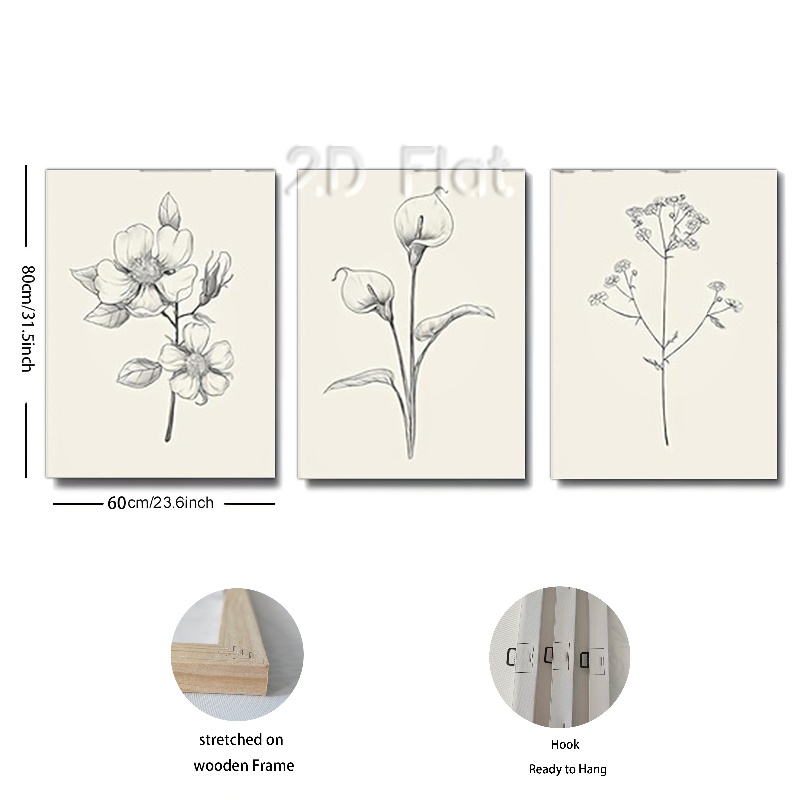 2D Flat
80cm/31.5inch
60cm/23.6inch
stretched on
wooden Frame
Hook
Ready to Hang